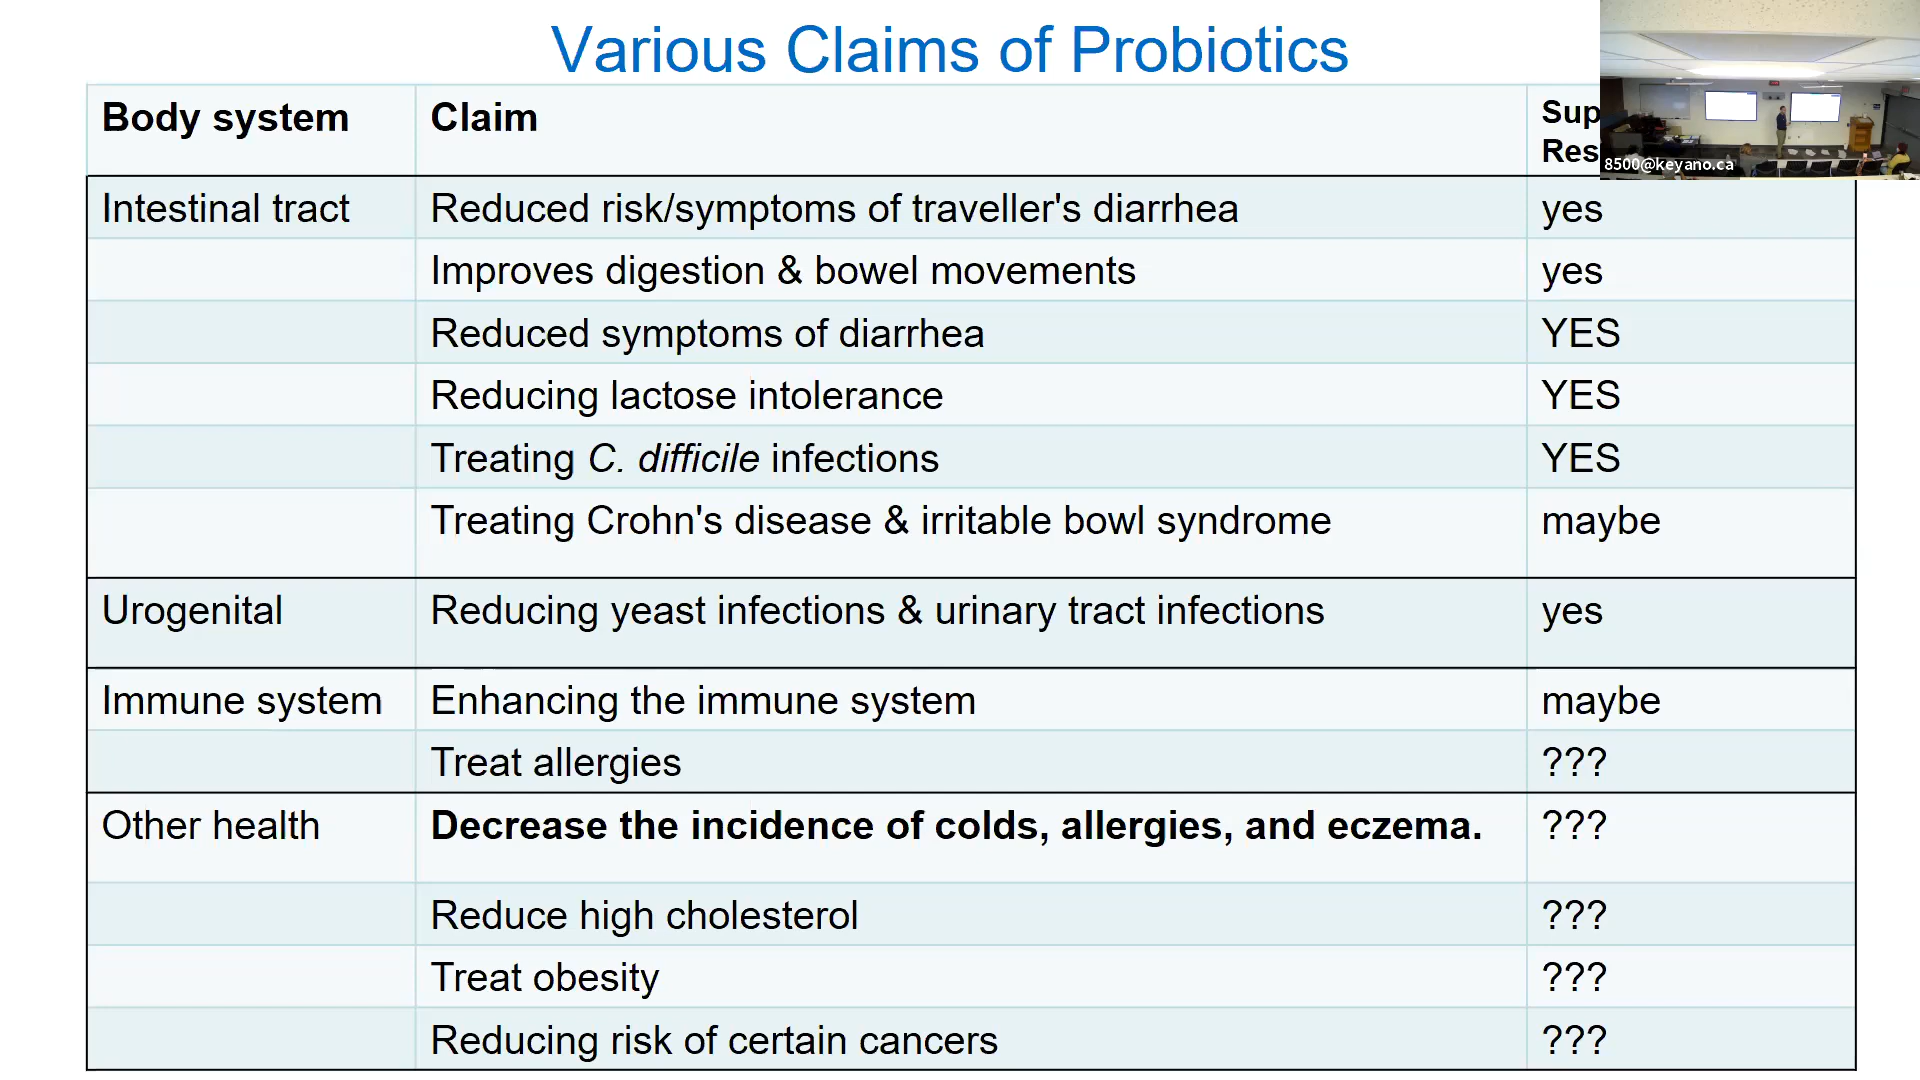 Various Claims of Probiotics
Body system Claim Sup
Res
8500@keyano.ca
Intestinal tract Reduced risk/symptoms of traveller's diarrhea yes
Improves digestion & bowel movements yes
Reduced symptoms of diarrhea YES
Reducing lactose intolerance YES
Treating C. difficile infections YES
Treating Crohn's disease & irritable bowl syndrome maybe
Urogenital Reducing yeast infections & urinary tract infections yes
Immune system Enhancing the immune system maybe
Treat allergies ???
Other health Decrease the incidence of colds, allergies, and eczema. ???
Reduce high cholesterol ???
Treat obesity ???
Reducing risk of certain cancers ???